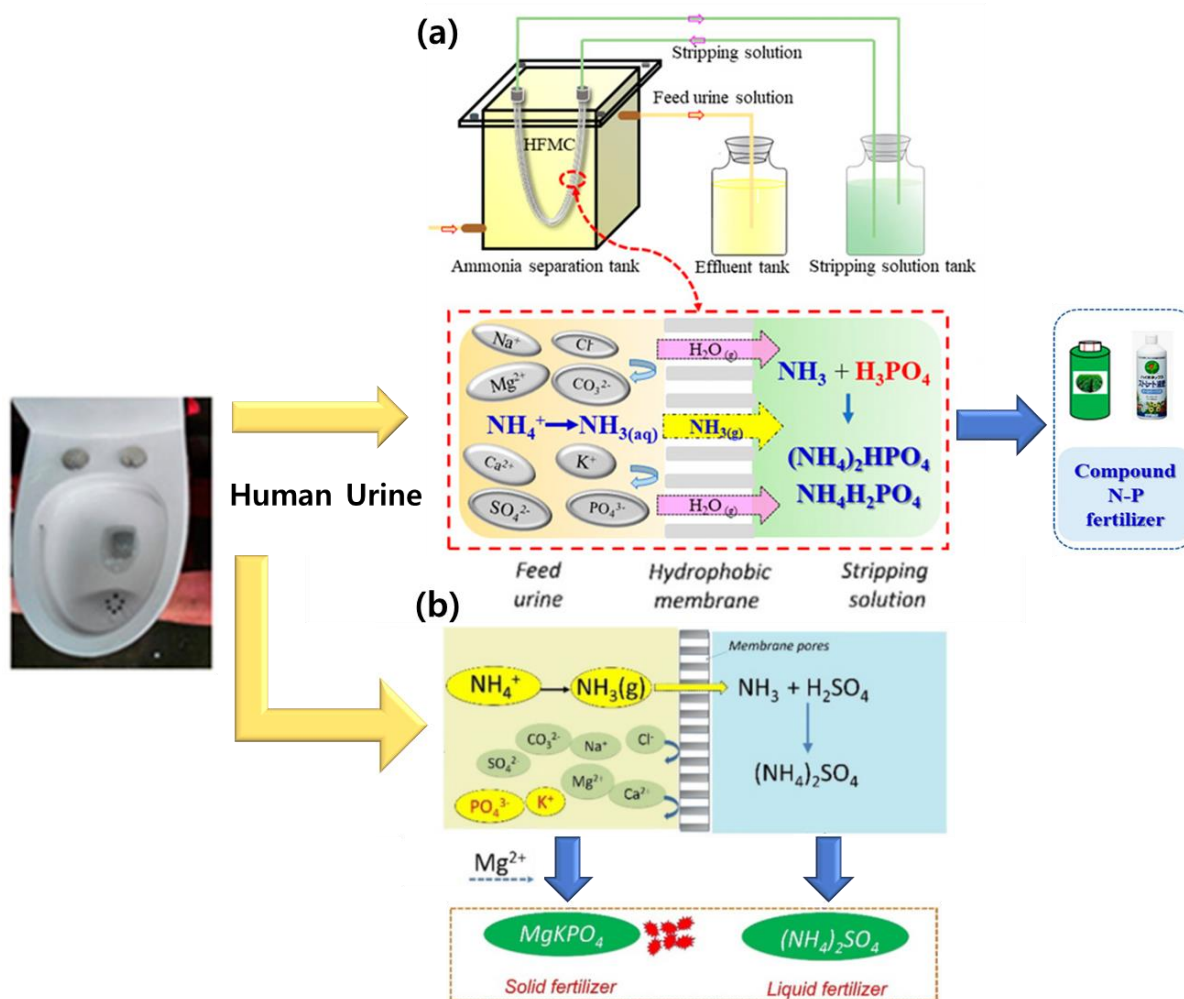 (a)
Stripping solution
Feed urine solution
HFMC
Ammonia separation tank
Effluent tank
Stripping solution tank
Na⁺
Cl⁻
H₂O (g)
Mg²⁺
CO₃²⁻
NH₃ + H₃PO₄
NH₄⁺
NH₃(aq)
NH₃(g)
Ca²⁺
K⁺
(NH₄)₂HPO₄
SO₄²⁻
PO₄³⁻
H₂O (g)
NH₄H₂PO₄
Human Urine
Compound
N-P
fertilizer
Feed
urine
Hydrophobic
membrane
Stripping
solution
(b)
Membrane pores
NH₄⁺
NH₃(g)
NH₃ + H₂SO₄
CO₃²⁻
Na⁺
Cl⁻
SO₄²⁻
Mg²⁺
Ca²⁺
(NH₄)₂SO₄
PO₄³⁻
K⁺
Mg²⁺
MgKPO₄
(NH₄)₂SO₄
Solid fertilizer
Liquid fertilizer